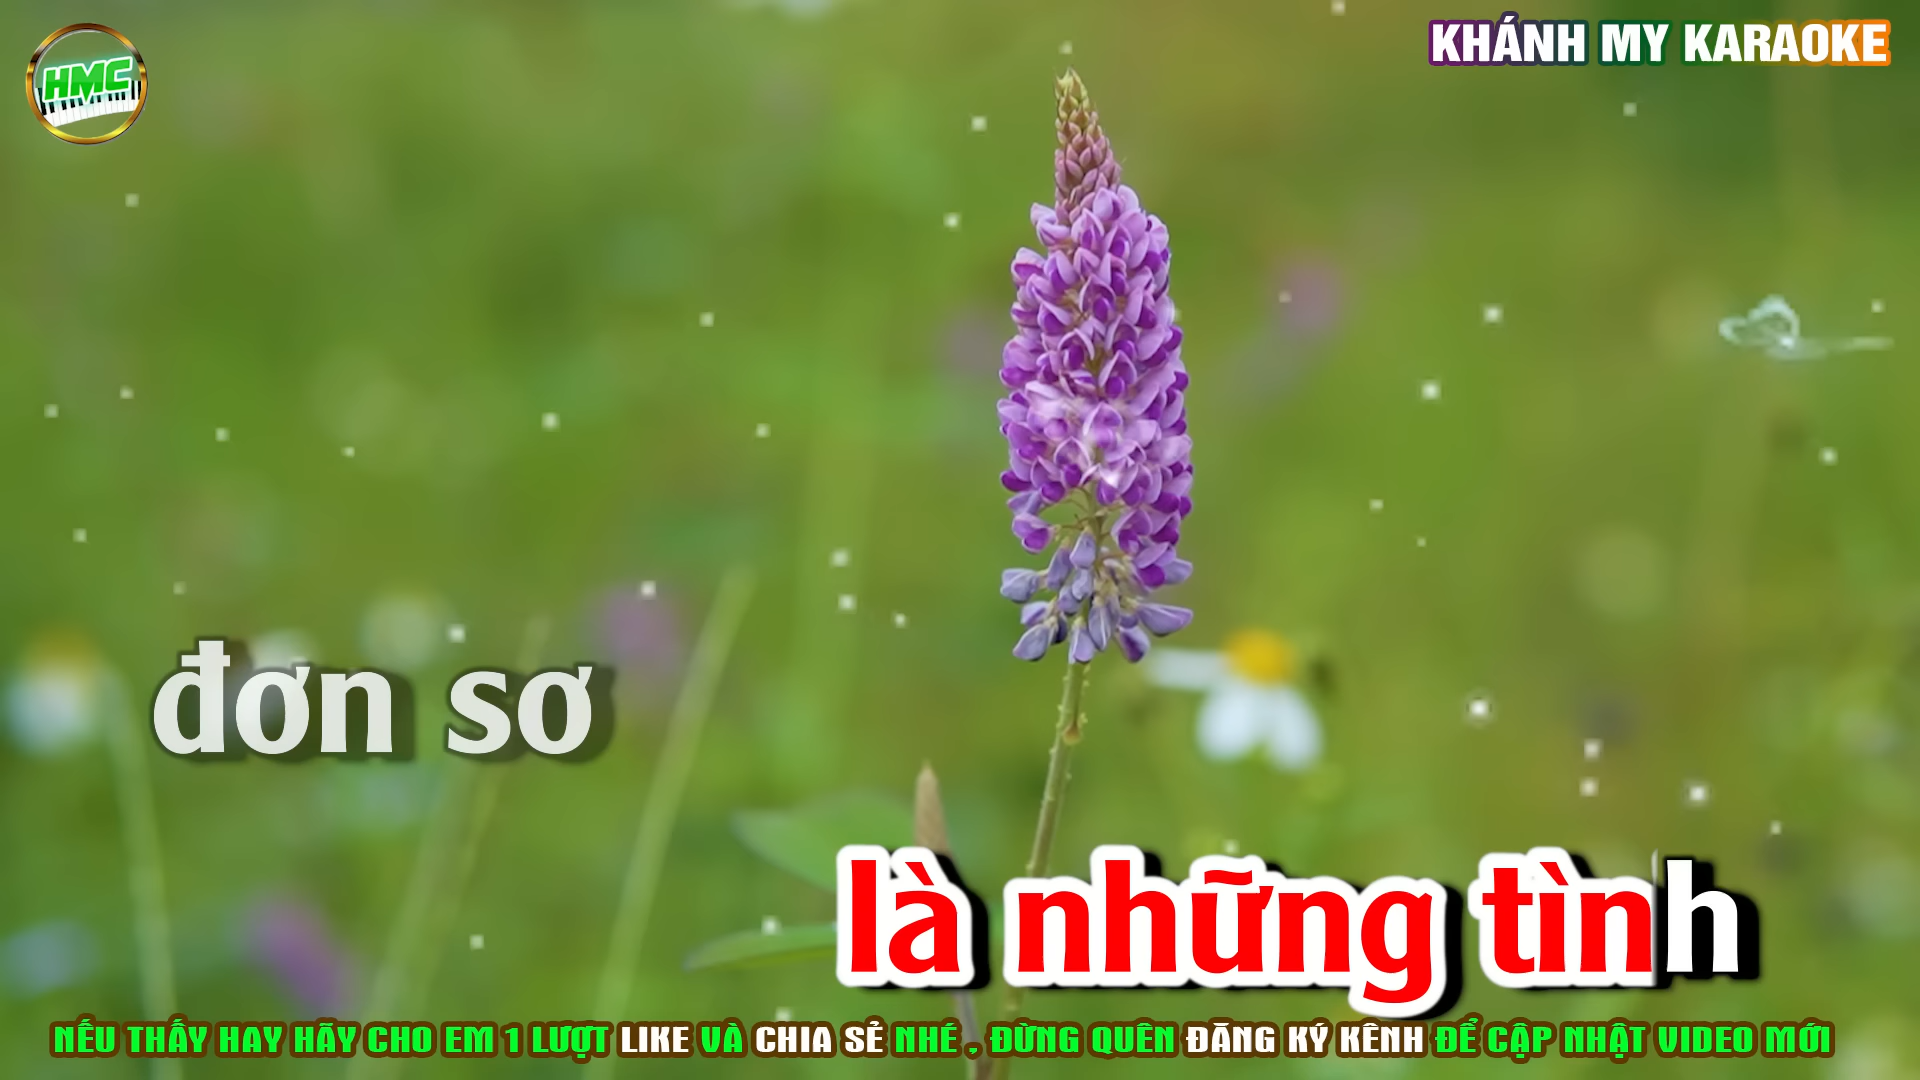 HMC
KHÁNH MY KARAOKE
đơn sơ
là những tình
NẾU THẤY HAY HÃY CHO EM 1 LƯỢT LIKE VÀ CHIA SẺ NHÉ , ĐỪNG QUÊN ĐĂNG KÝ KÊNH ĐỂ CẬP NHẬT VIDEO MỚI